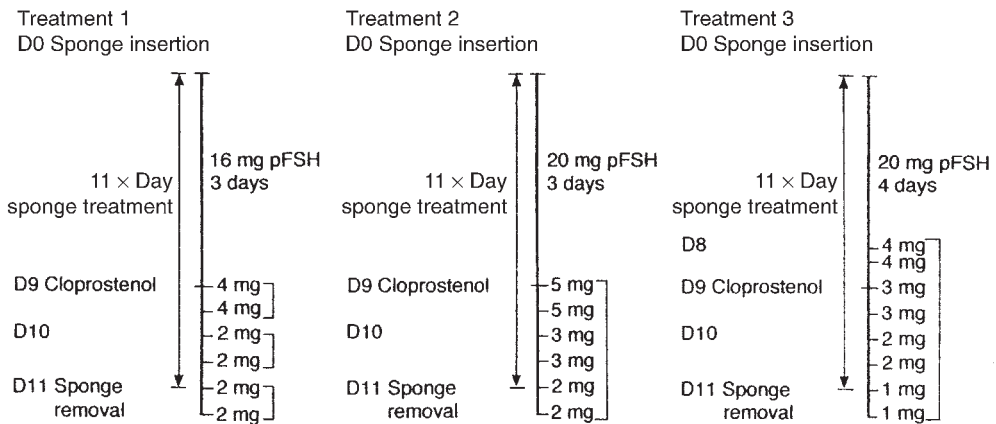 Treatment 1
D0 Sponge insertion
16 mg pFSH
3 days
11 × Day
sponge treatment
D9 Cloprostenol
4 mg
4 mg
D10
2 mg
2 mg
D11 Sponge
removal
2 mg
2 mg
Treatment 2
D0 Sponge insertion
20 mg pFSH
3 days
11 × Day
sponge treatment
D9 Cloprostenol
5 mg
5 mg
D10
3 mg
3 mg
D11 Sponge
removal
2 mg
2 mg
Treatment 3
D0 Sponge insertion
20 mg pFSH
4 days
11 × Day
sponge treatment
D8
4 mg
4 mg
D9 Cloprostenol
3 mg
3 mg
D10
2 mg
2 mg
D11 Sponge
removal
1 mg
1 mg